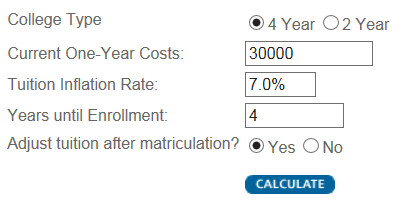 College Type
4 Year 2 Year
Current One-Year Costs: 30000
Tuition Inflation Rate: 7.0%
Years until Enrollment: 4
Adjust tuition after matriculation? Yes No
CALCULATE